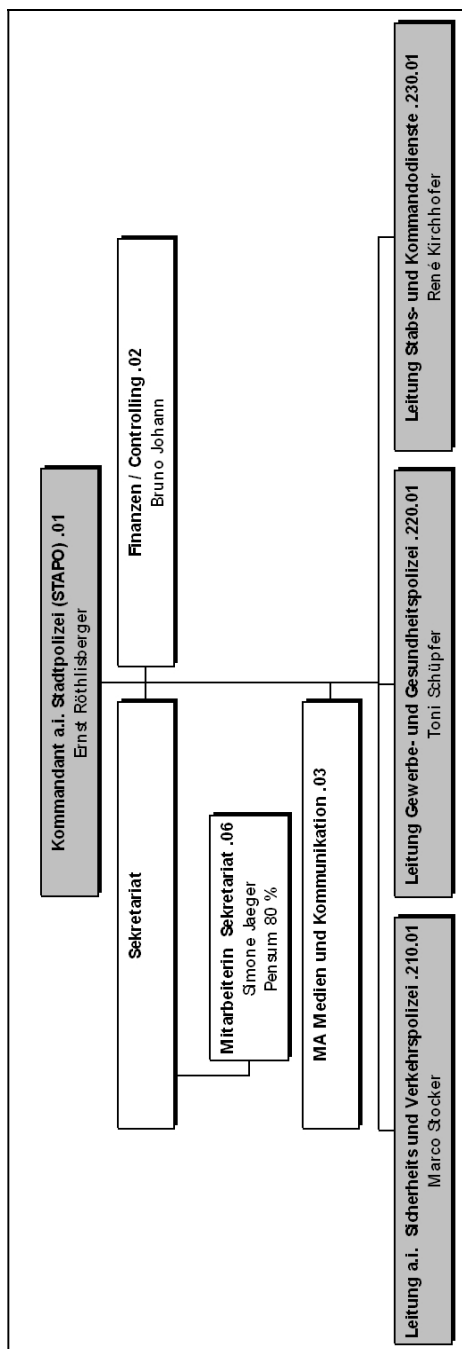 Kommandant a.i. Stadtpolizei (STAPO) .01
Ernst Röthlisberger
Sekretariat
Finanzen / Controlling .02
Bruno Johann
Mitarbeiterin Sekretariat .06
Simone Jaeger
Pensum 80 %
MA Medien und Kommunikation .03
Leitung a.i. Sicherheits und Verkehrspolizei .210.01
Marco Stocker
Leitung Gewerbe- und Gesundheitspolizei .220.01
Toni Schüpfer
Leitung Stabs- und Kommandodienste .230.01
René Kirchhofer